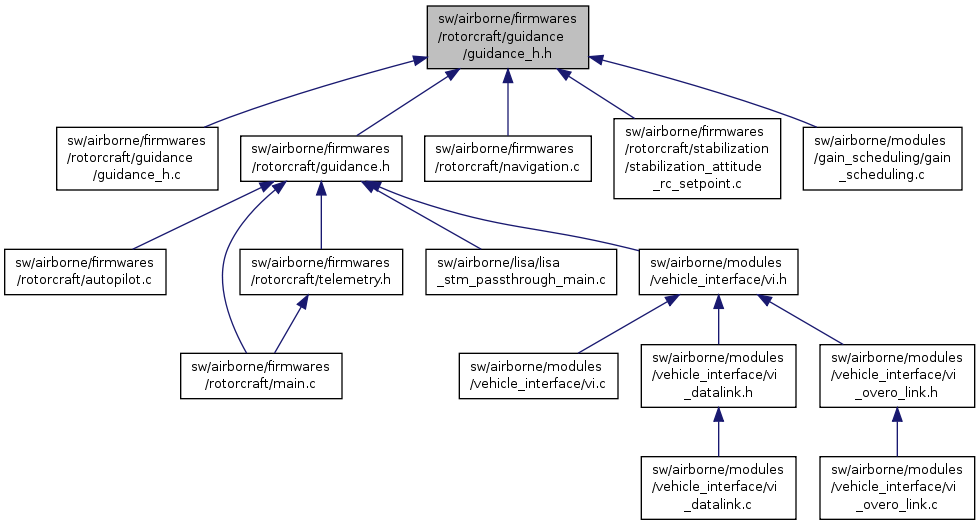 sw/airborne/firmwares
/rotorcraft/guidance
/guidance_h.h
sw/airborne/firmwares
/rotorcraft/guidance
/guidance_h.c
sw/airborne/firmwares
/rotorcraft/guidance.h
sw/airborne/firmwares
/rotorcraft/navigation.c
sw/airborne/firmwares
/rotorcraft/stabilization
/stabilization_attitude
_rc_setpoint.c
sw/airborne/modules
/gain_scheduling/gain
_scheduling.c
sw/airborne/firmwares
/rotorcraft/autopilot.c
sw/airborne/firmwares
/rotorcraft/telemetry.h
sw/airborne/lisa/lisa
_stm_passthrough_main.c
sw/airborne/modules
/vehicle_interface/vi.h
sw/airborne/firmwares
/rotorcraft/main.c
sw/airborne/modules
/vehicle_interface/vi.c
sw/airborne/modules
/vehicle_interface/vi
_datalink.h
sw/airborne/modules
/vehicle_interface/vi
_overo_link.h
sw/airborne/modules
/vehicle_interface/vi
_datalink.c
sw/airborne/modules
/vehicle_interface/vi
_overo_link.c